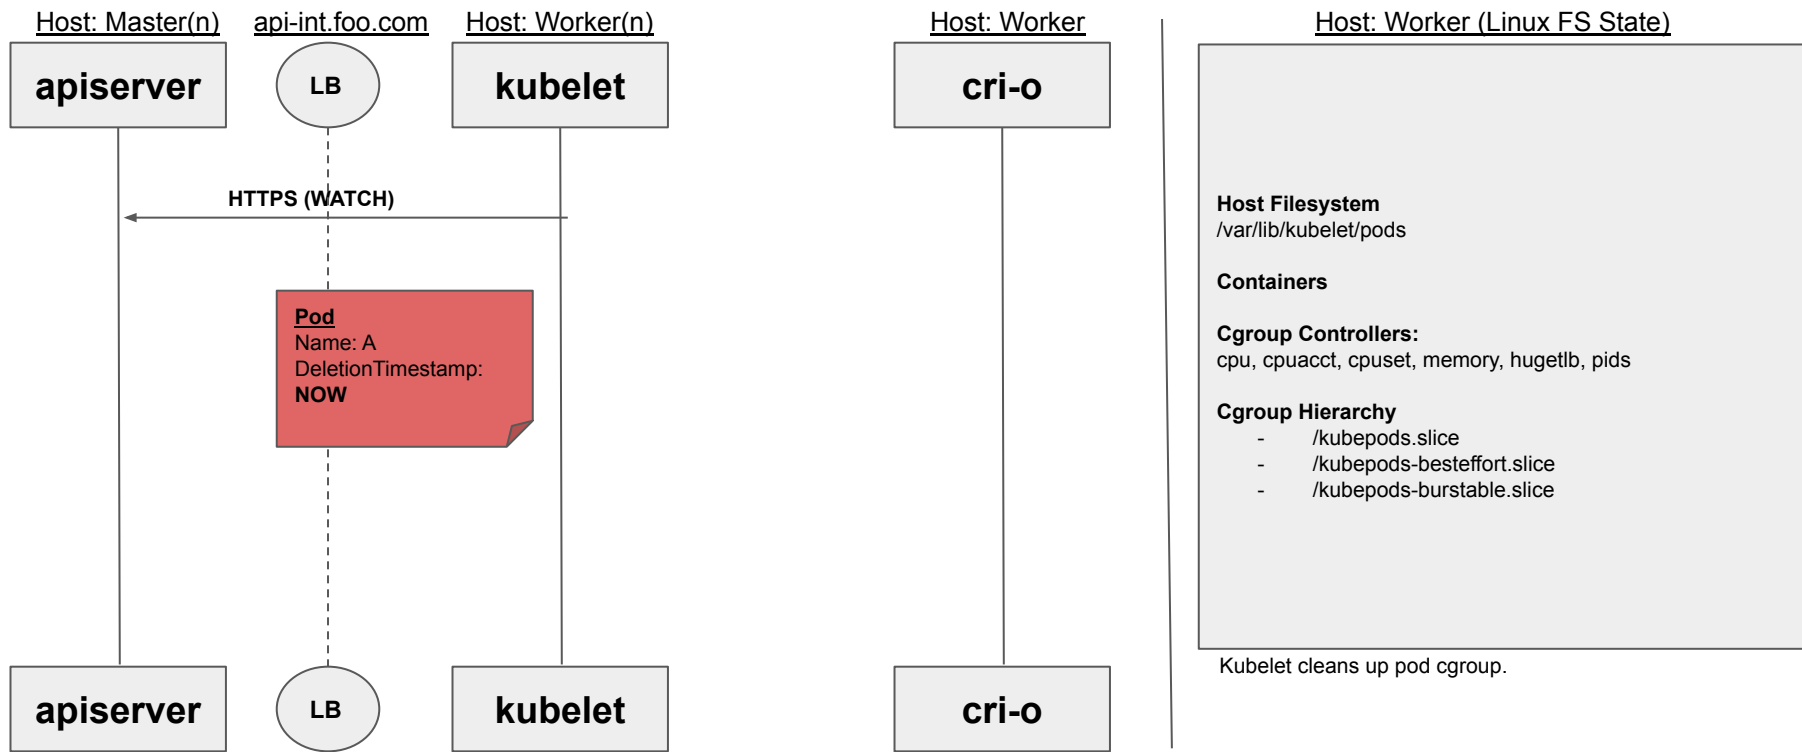 Host: Master(n)
api-int.foo.com
Host: Worker(n)
Host: Worker
Host: Worker (Linux FS State)
apiserver
LB
kubelet
cri-o
HTTPS (WATCH)
Pod
Name: A
DeletionTimestamp:
NOW
Host Filesystem
/var/lib/kubelet/pods
Containers
Cgroup Controllers:
cpu, cpuacct, cpuset, memory, hugetlb, pids
Cgroup Hierarchy
- /kubepods.slice
- /kubepods-besteffort.slice
- /kubepods-burstable.slice
Kubelet cleans up pod cgroup.
apiserver
LB
kubelet
cri-o